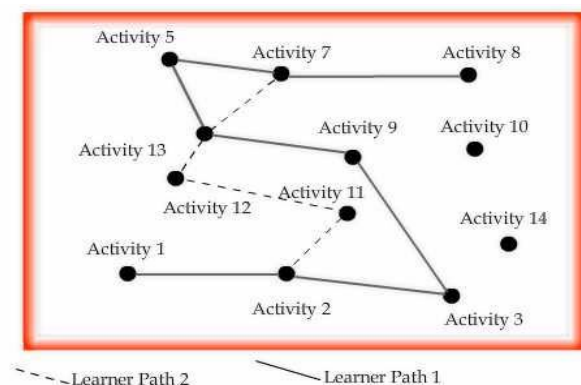 Activity 5
Activity 7
Activity 8
Activity 13
Activity 9
Activity 10
Activity 12
Activity 11
Activity 14
Activity 1
Activity 2
Activity 3
Learner Path 2
Learner Path 1